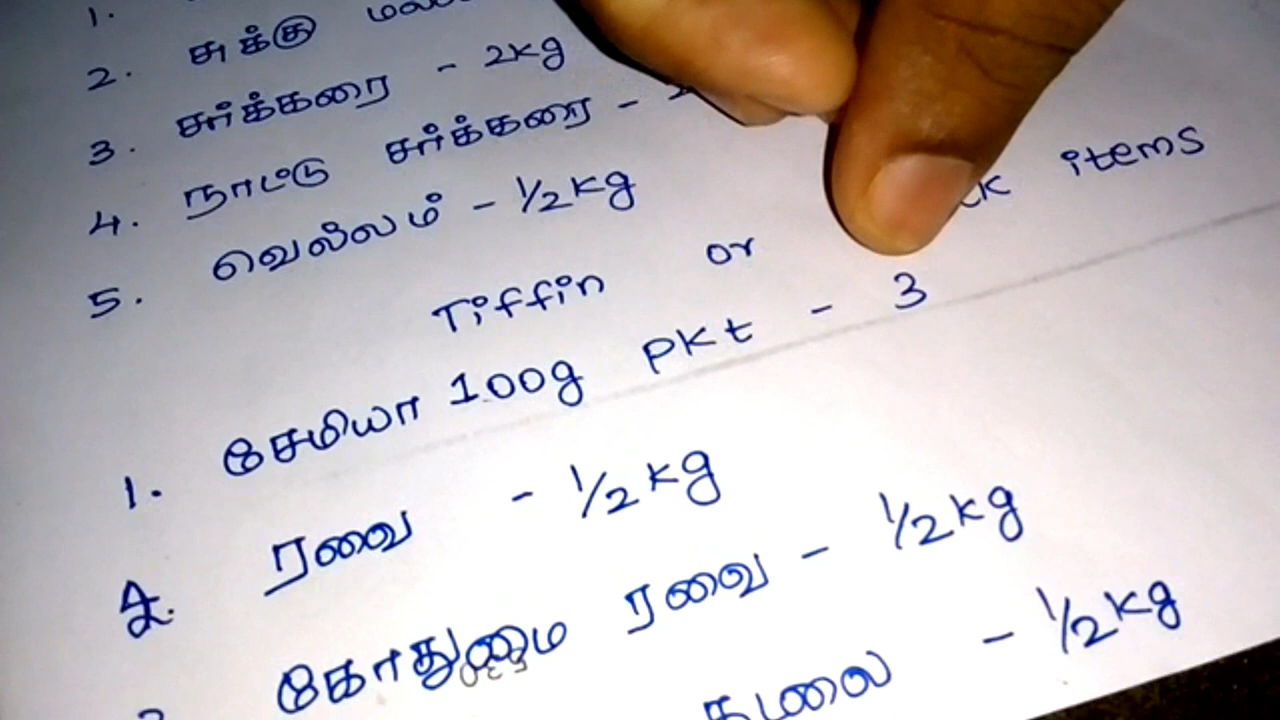 1.
2. சுக்கு
3. சர்க்கரை - 2kg
4. நாட்டு சர்க்கரை -
5. வெல்லம் - 1/2kg
Tiffin or items
1. சேமியா 100g PKt - 3
2. ரவை - 1/2kg
கோதுமை ரவை - 1/2kg
கடலை - 1/2kg